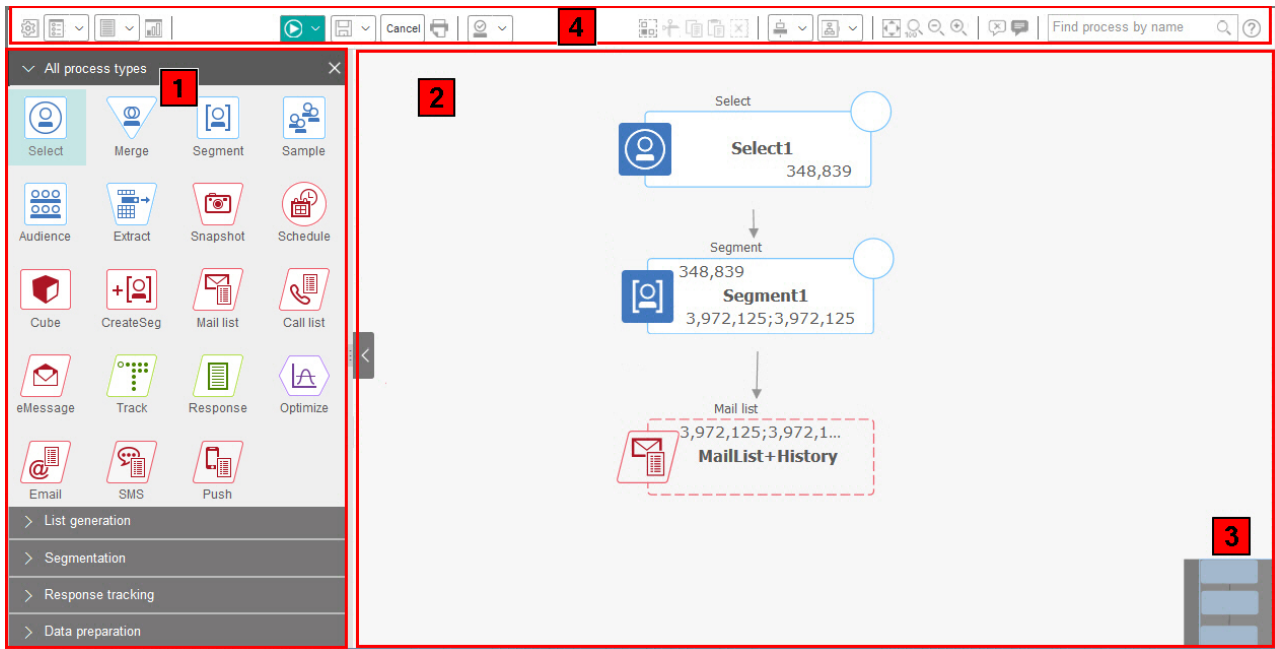 Cancel
4
100%
Find process by name
All process types
1
Select
Merge
Segment
Sample
Audience
Extract
Snapshot
Schedule
Cube
CreateSeg
Mail list
Call list
eMessage
Track
Response
Optimize
Email
SMS
Push
List generation
Segmentation
Response tracking
Data preparation
2
Select
Select1
348,839
Segment
348,839
Segment1
3,972,125;3,972,125
Mail list
3,972,125;3,972,1...
MailList+History
3